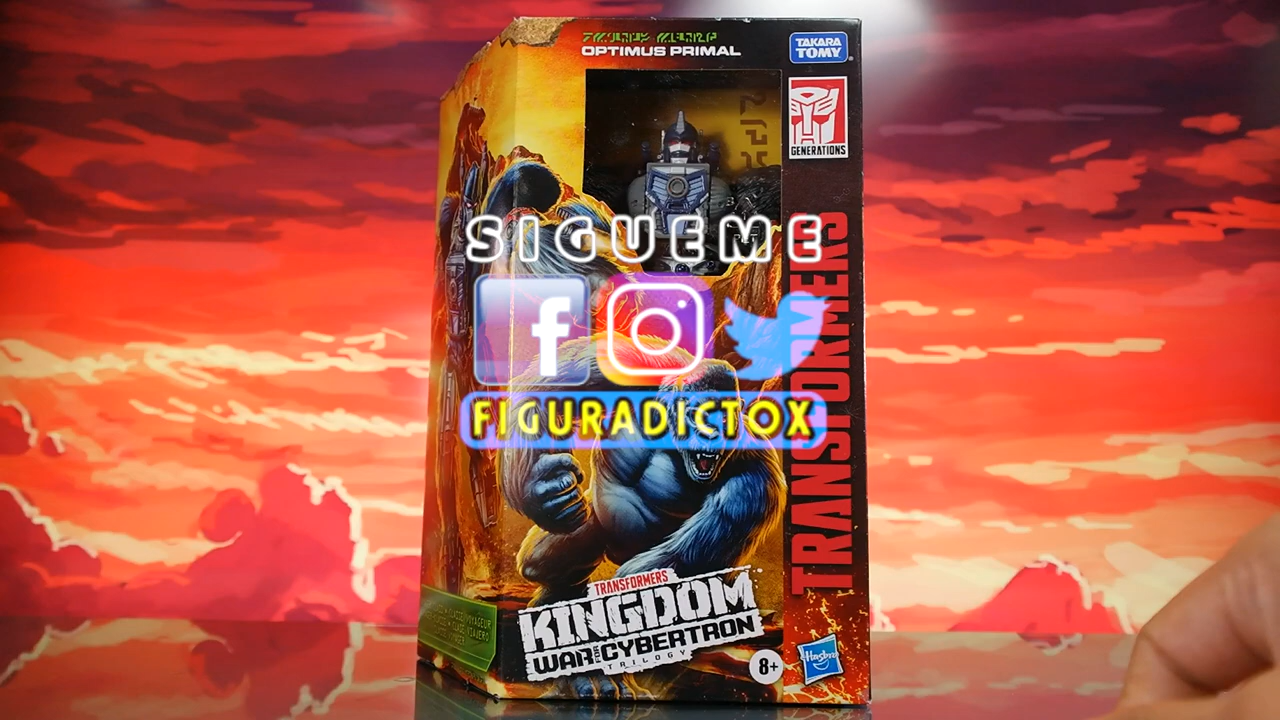 OPTIMUS PRIMAL
TAKARA
TOMY
GENERATIONS
TRANSFORMERS
SIGUEME
FIGURADICTOX
TRANSFORMERS
KINGDOM
WAR FOR CYBERTRON
TRILOGY
8+
Hasbro